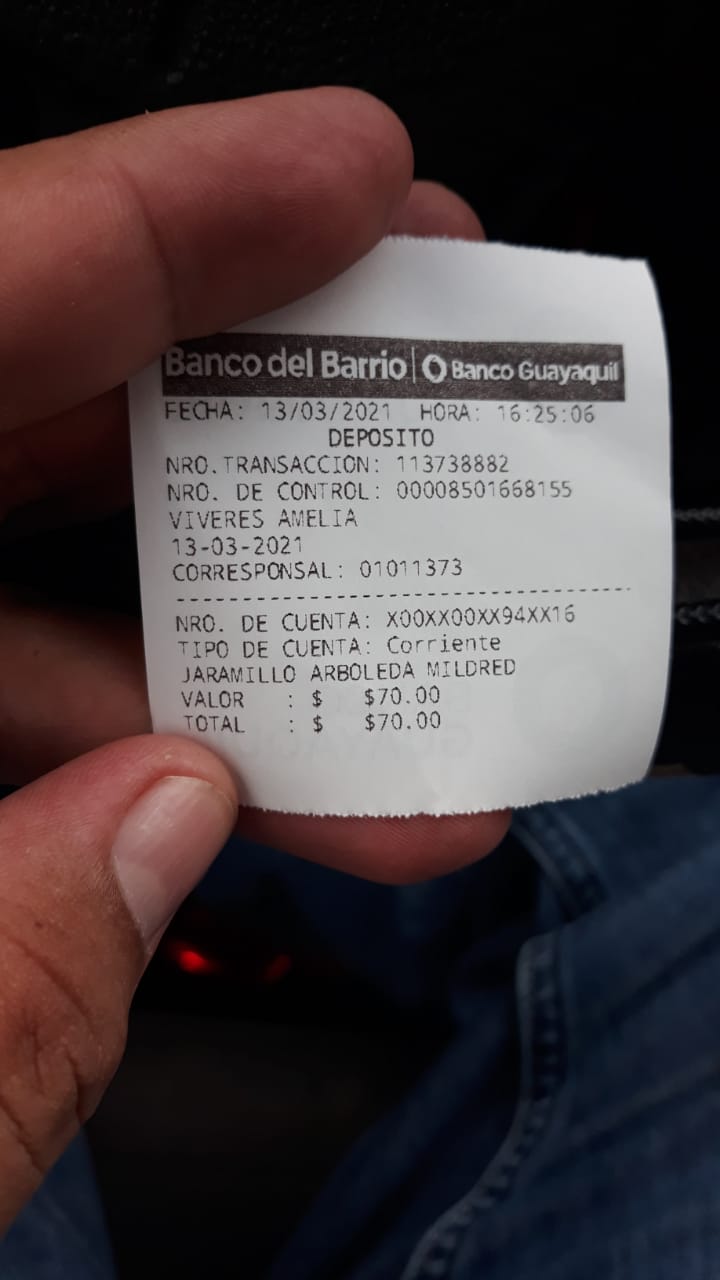 Banco del Barrio | Banco Guayaquil
FECHA: 13/03/2021 HORA: 16:25:06
DEPOSITO
NRO.TRANSACCION: 113738882
NRO. DE CONTROL: 00008501668155
VIVERES AMELIA
13-03-2021
CORRESPONSAL: 01011373
NRO. DE CUENTA: X00XX00XX94XX16
TIPO DE CUENTA: Corriente
JARAMILLO ARBOLEDA MILDRED
VALOR : $ $70.00
TOTAL : $ $70.00